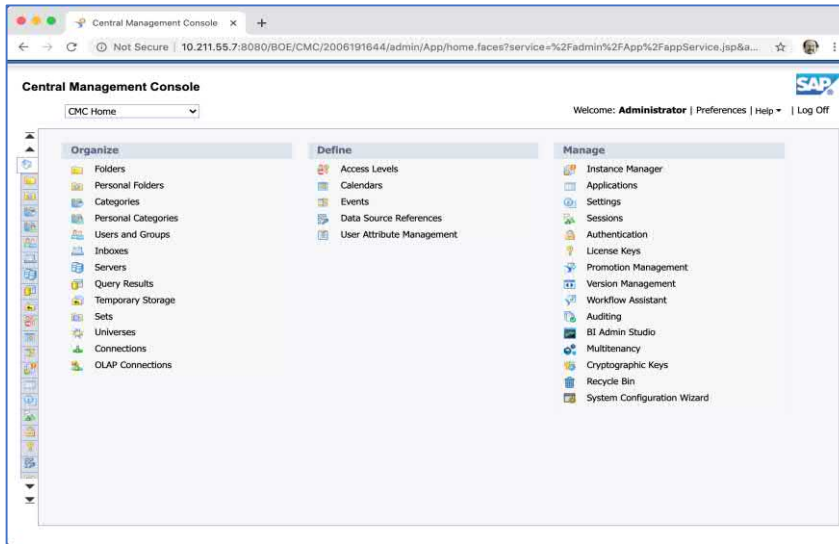 Central Management Console
Not Secure | 10.211.55.7:8080/BOE/CMC/2006191644/admin/App/home.faces?service=%2Fadmin%2FApp%2FappService.jsp&a...
Central Management Console
SAP
CMC Home
Welcome: Administrator | Preferences | Help | Log Off
Organize
Folders
Personal Folders
Categories
Personal Categories
Users and Groups
Inboxes
Servers
Query Results
Temporary Storage
Sets
Universes
Connections
OLAP Connections
Define
Access Levels
Calendars
Events
Data Source References
User Attribute Management
Manage
Instance Manager
Applications
Settings
Sessions
Authentication
License Keys
Promotion Management
Version Management
Workflow Assistant
Auditing
BI Admin Studio
Multitenancy
Cryptographic Keys
Recycle Bin
System Configuration Wizard